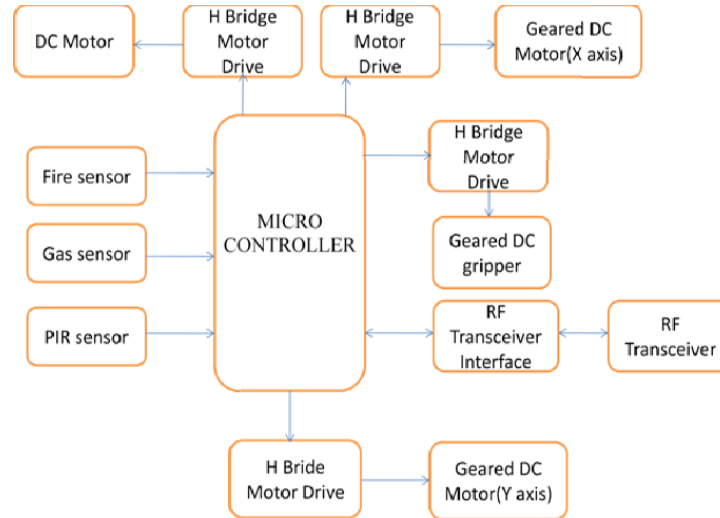 DC Motor
H Bridge
Motor
Drive
H Bridge
Motor
Drive
Geared DC
Motor(X axis)
Fire sensor
Gas sensor
PIR sensor
MICRO
CONTROLLER
H Bridge
Motor
Drive
Geared DC
gripper
RF
Transceiver
Interface
RF
Transceiver
H Bride
Motor Drive
Geared DC
Motor(Y axis)